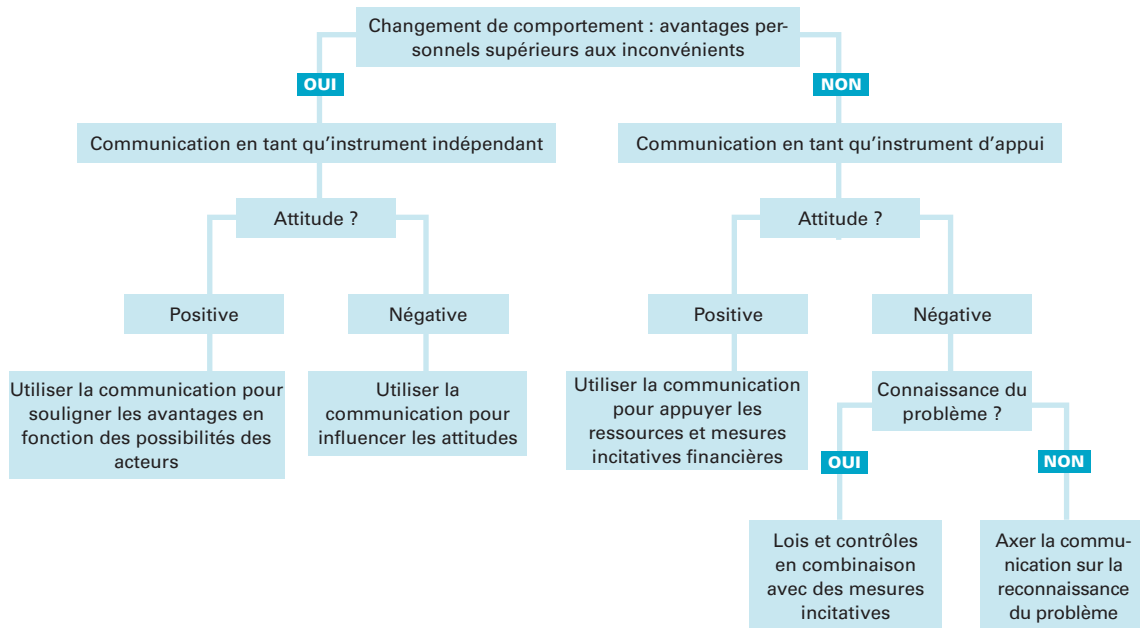 Changement de comportement : avantages per-
sonnels supérieurs aux inconvénients
OUI
NON
Communication en tant qu’instrument indépendant
Communication en tant qu’instrument d’appui
Attitude ?
Attitude ?
Positive
Négative
Positive
Négative
Utiliser la communication pour
souligner les avantages en
fonction des possibilités des
acteurs
Utiliser la
communication pour
influencer les attitudes
Utiliser la communication
pour appuyer les
ressources et mesures
incitatives financières
Connaissance du
problème ?
OUI
NON
Lois et contrôles
en combinaison
avec des mesures
incitatives
Axer la commu-
nication sur la
reconnaissance
du problème